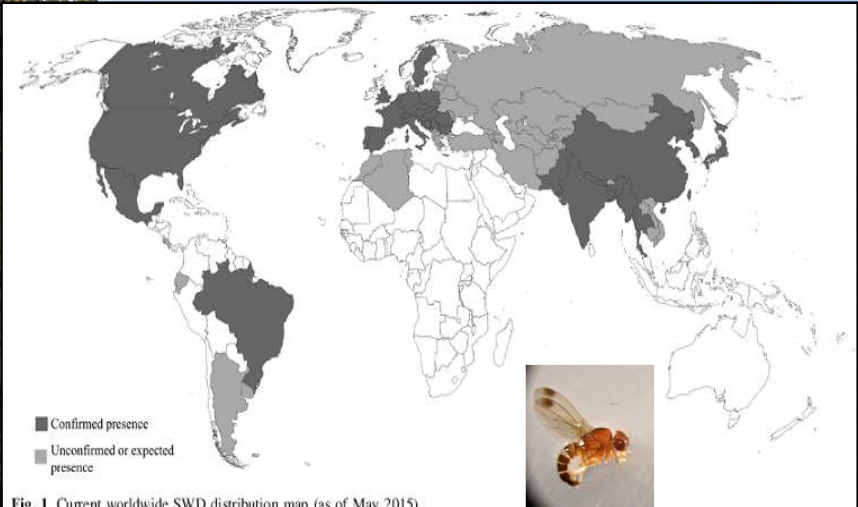 Confirmed presence
Unconfirmed or expected
presence
Fig. 1 Current worldwide SWD distribution map (as of May 2015)